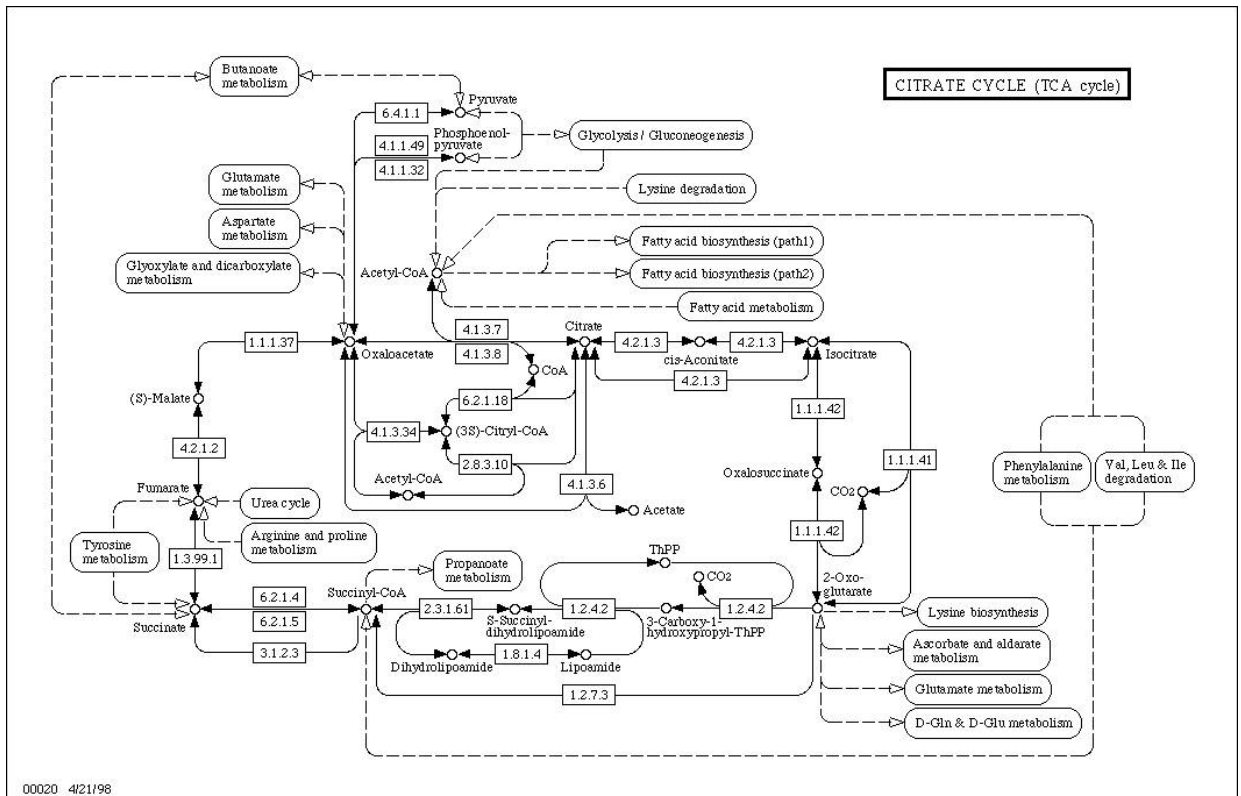 CITRATE CYCLE (TCA cycle)
Butanoate
metabolism
6.4.1.1
Pyruvate
Phosphoenol-
pyruvate
4.1.1.49
4.1.1.32
Glycolysis / Gluconeogenesis
Glutamate
metabolism
Lysine degradation
Aspartate
metabolism
Fatty acid biosynthesis (path1)
Glyoxylate and dicarboxylate
metabolism
Acetyl-CoA
Fatty acid biosynthesis (path2)
Fatty acid metabolism
1.1.1.37
Oxaloacetate
4.1.3.7
4.1.3.8
Citrate
4.2.1.3
cis-Aconitate
4.2.1.3
Isocitrate
CoA
4.2.1.3
(S)-Malate
6.2.1.18
1.1.1.42
4.1.3.34
(3S)-Citryl-CoA
4.2.1.2
2.8.3.10
Oxalosuccinate
1.1.1.41
Phenylalanine
metabolism
Val, Leu & Ile
degradation
Fumarate
Acetyl-CoA
4.1.3.6
CO2
Urea cycle
Acetate
1.1.1.42
Tyrosine
metabolism
Arginine and proline
metabolism
1.3.99.1
ThPP
Propanoate
metabolism
CO2
2-Oxo-
glutarate
Succinyl-CoA
6.2.1.4
6.2.1.5
2.3.1.61
1.2.4.2
1.2.4.2
Lysine biosynthesis
Succinate
S-Succinyl-
dihydrolipoamide
3-Carboxy-1-
hydroxypropyl-ThPP
3.1.2.3
Dihydrolipoamide
1.8.1.4
Lipoamide
Ascorbate and aldarate
metabolism
1.2.7.3
Glutamate metabolism
D-Gln & D-Glu metabolism
00020 4/21/98